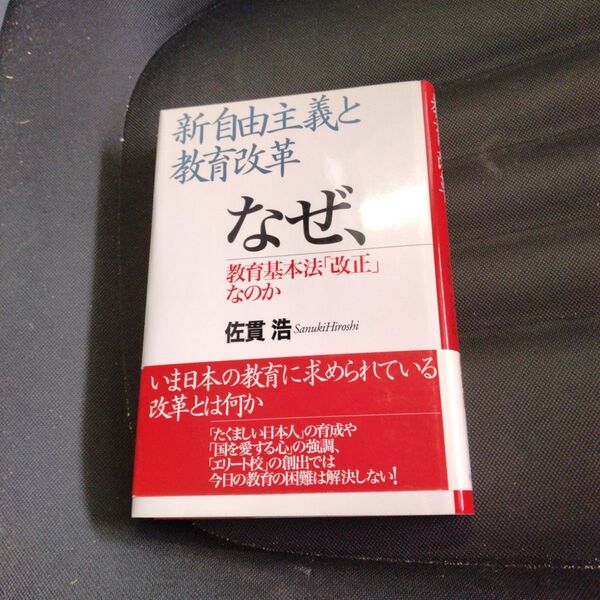 新自由主義と
教育改革
なぜ、
教育基本法「改正」
なのか
佐貫 浩 SanukiHiroshi
いま日本の教育に求められている
改革とは何か
「たくましい日本人」の育成や
「国を愛する心」の強調、
「エリート校」の創出では
今日の教育の困難は解決しない!